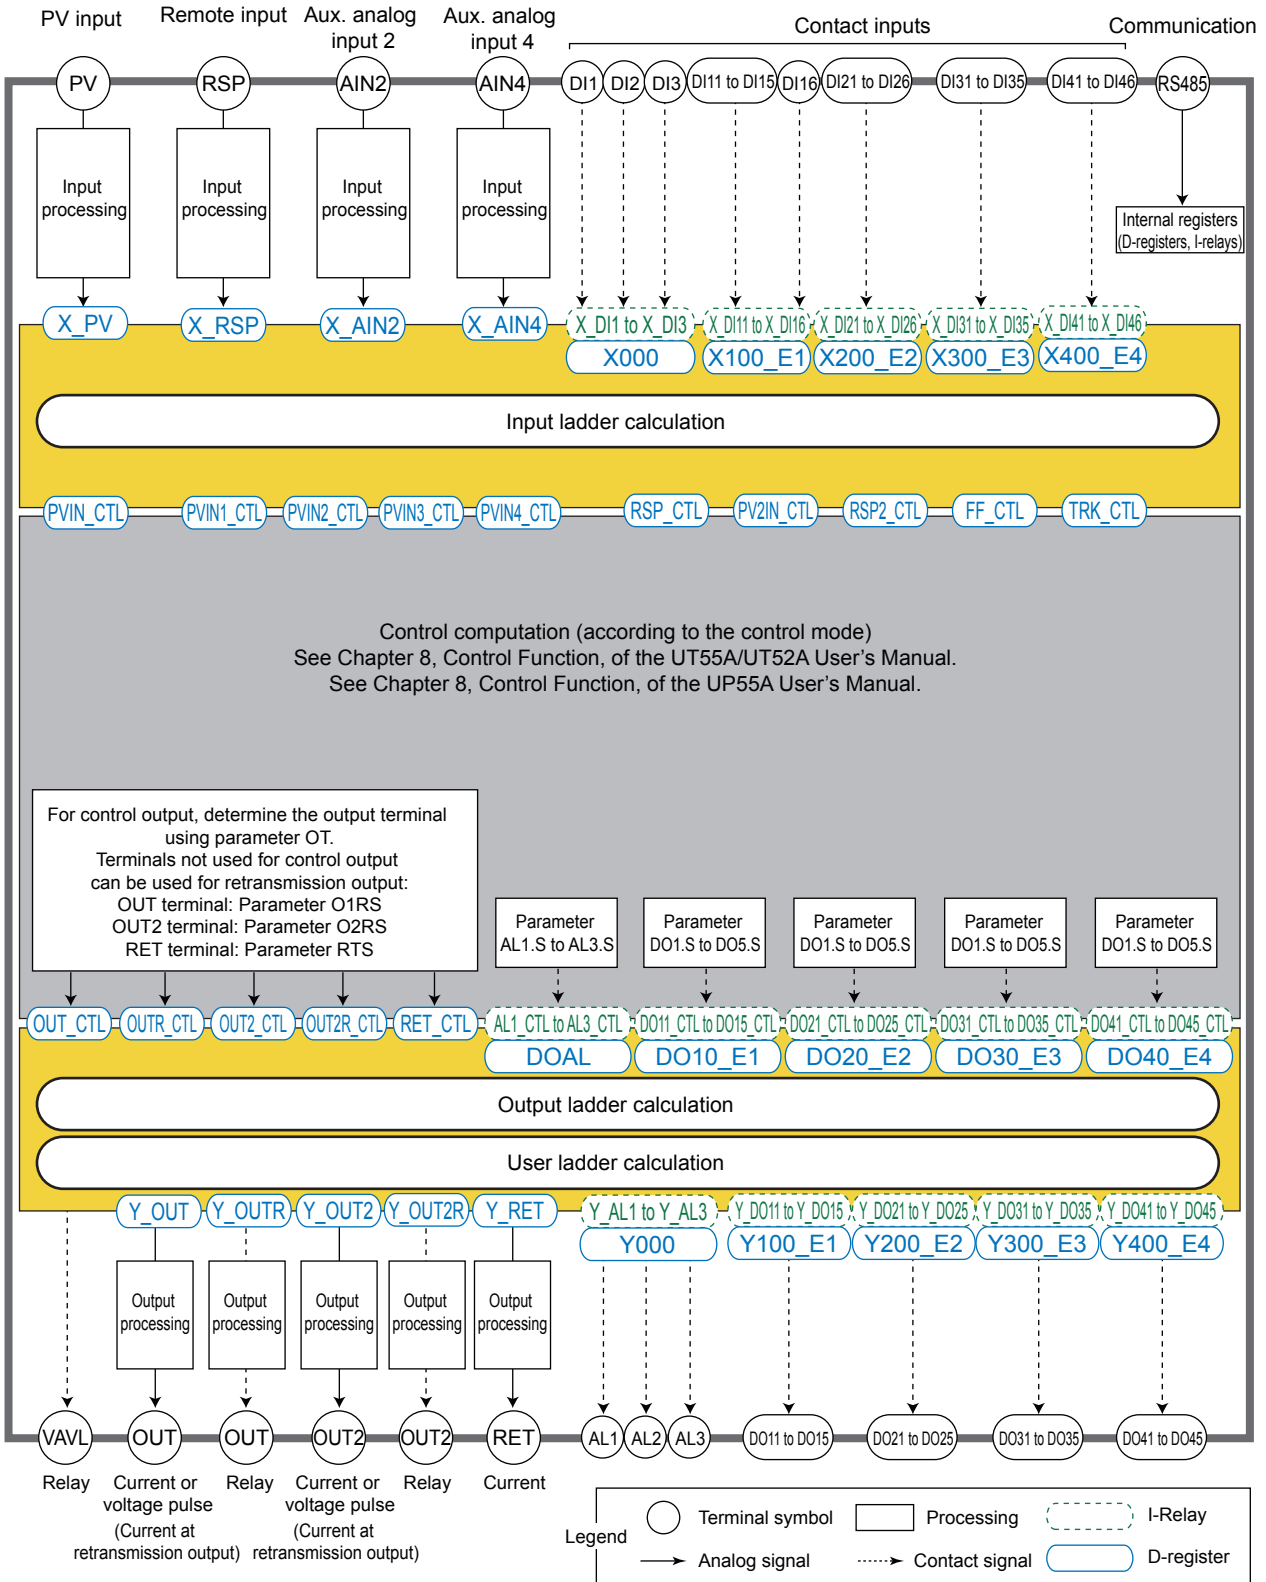 PV input
Remote input
Aux. analog
input 2
Aux. analog
input 4
Contact inputs
Communication
PV
RSP
AIN2
AIN4
DI1
DI2
DI3
DI11 to DI15
DI16
DI21 to DI26
DI31 to DI35
DI41 to DI46
RS485
Input
processing
Input
processing
Input
processing
Input
processing
Internal registers
(D-registers, I-relays)
X_PV
X_RSP
X_AIN2
X_AIN4
X_DI1 to X_DI3
X_DI11 to X_DI16
X_DI21 to X_DI26
X_DI31 to X_DI35
X_DI41 to X_DI46
X000
X100_E1
X200_E2
X300_E3
X400_E4
Input ladder calculation
PVIN_CTL
PVIN1_CTL
PVIN2_CTL
PVIN3_CTL
PVIN4_CTL
RSP_CTL
PV2IN_CTL
RSP2_CTL
FF_CTL
TRK_CTL
Control computation (according to the control mode)
See Chapter 8, Control Function, of the UT55A/UT52A User's Manual.
See Chapter 8, Control Function, of the UP55A User's Manual.
For control output, determine the output terminal
using parameter OT.
Terminals not used for control output
can be used for retransmission output:
OUT terminal: Parameter O1RS
OUT2 terminal: Parameter O2RS
RET terminal: Parameter RTS
Parameter
AL1.S to AL3.S
Parameter
DO1.S to DO5.S
Parameter
DO1.S to DO5.S
Parameter
DO1.S to DO5.S
Parameter
DO1.S to DO5.S
OUT_CTL
OUTR_CTL
OUT2_CTL
OUT2R_CTL
RET_CTL
AL1_CTL to AL3_CTL
DO11_CTL to DO15_CTL
DO21_CTL to DO25_CTL
DO31_CTL to DO35_CTL
DO41_CTL to DO45_CTL
DOAL
DO10_E1
DO20_E2
DO30_E3
DO40_E4
Output ladder calculation
User ladder calculation
Y_OUT
Y_OUTR
Y_OUT2
Y_OUT2R
Y_RET
Y_AL1 to Y_AL3
Y_DO11 to Y_DO15
Y_DO21 to Y_DO25
Y_DO31 to Y_DO35
Y_DO41 to Y_DO45
Y000
Y100_E1
Y200_E2
Y300_E3
Y400_E4
Output
processing
Output
processing
Output
processing
Output
processing
Output
processing
VAVL
OUT
OUT
OUT2
OUT2
RET
AL1
AL2
AL3
DO11 to DO15
DO21 to DO25
DO31 to DO35
DO41 to DO45
Relay
Current or
voltage pulse
(Current at
retransmission output)
Relay
Current or
voltage pulse
(Current at
retransmission output)
Relay
Current
Legend
Terminal symbol
Processing
I-Relay
Analog signal
Contact signal
D-register